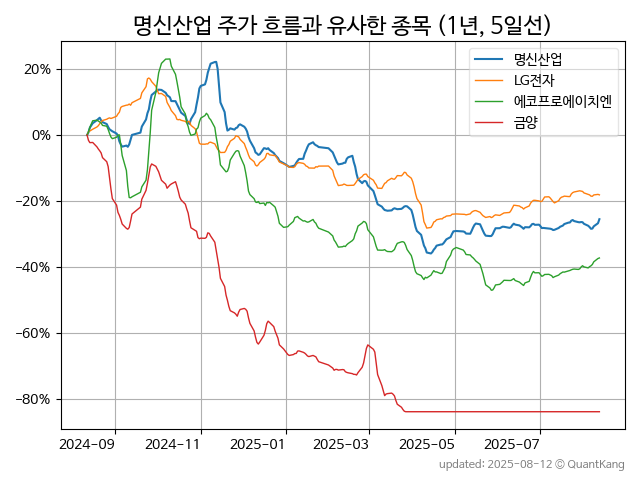 명신산업 주가 흐름과 유사한 종목 (1년, 5일선)
명신산업
LG전자
에코프로에이치엔
금양
20%
0%
−20%
−40%
−60%
−80%
2024-09
2024-11
2025-01
2025-03
2025-05
2025-07
updated: 2025-08-12 © QuantKang